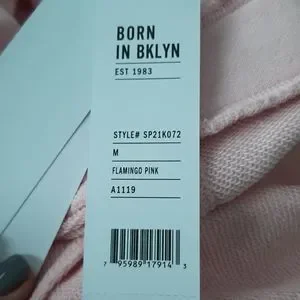 BORN
IN BKLYN
EST 1983
STYLE# SP21K072
M
FLAMINGO PINK
A1119
7 95989 17914 3